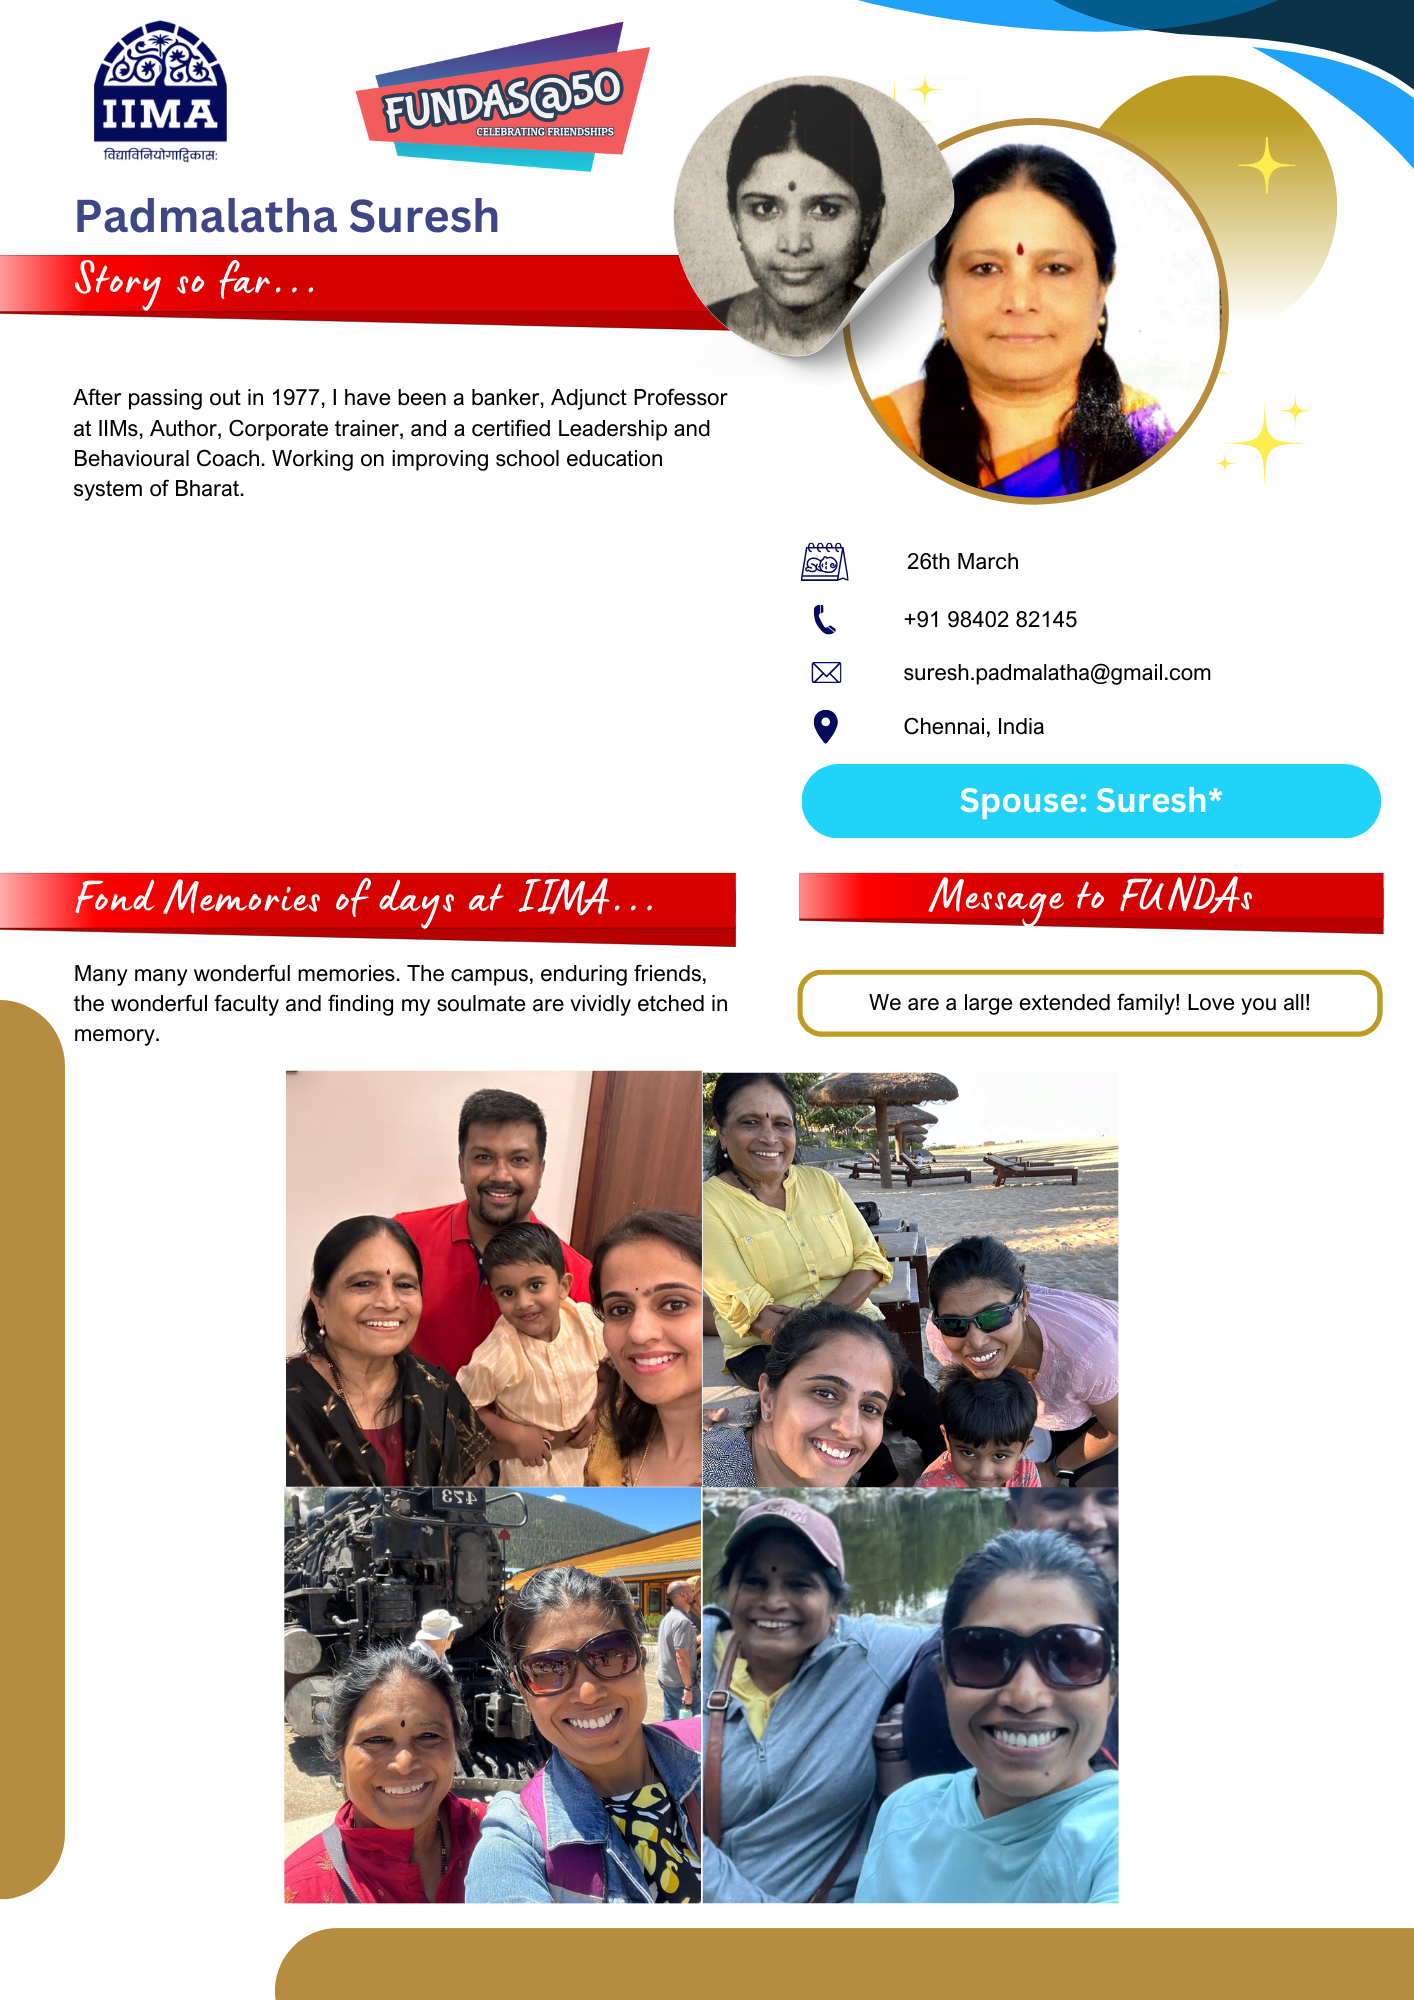 IIMA
विद्याविनियोगाद्विकास:
FUNDAS@50
CELEBRATING FRIENDSHIPS
Padmalatha Suresh
Story so far...
After passing out in 1977, I have been a banker, Adjunct Professor
at IIMs, Author, Corporate trainer, and a certified Leadership and
Behavioural Coach. Working on improving school education
system of Bharat.
26th March
+91 98402 82145
suresh.padmalatha@gmail.com
Chennai, India
Spouse: Suresh*
Fond Memories of days at IIMA...
Many many wonderful memories. The campus, enduring friends,
the wonderful faculty and finding my soulmate are vividly etched in
memory.
Message to FUNDAs
We are a large extended family! Love you all!
473